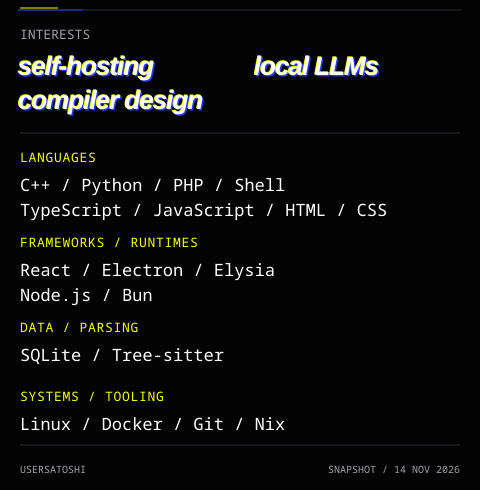 INTERESTS
self-hosting local LLMs
compiler design
LANGUAGES
C++ / Python / PHP / Shell
TypeScript / JavaScript / HTML / CSS
FRAMEWORKS / RUNTIMES
React / Electron / Elysia
Node.js / Bun
DATA / PARSING
SQLite / Tree-sitter
SYSTEMS / TOOLING
Linux / Docker / Git / Nix
USERSATOSHI SNAPSHOT / 14 NOV 2026